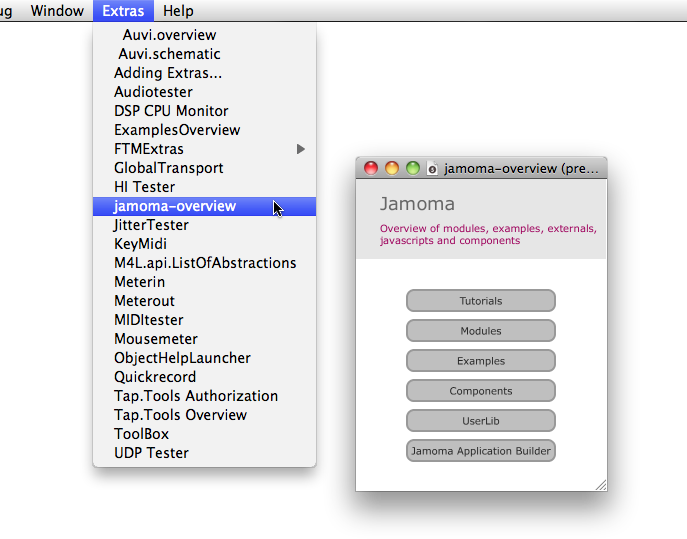 ug Window Extras Help
Auvi.overview
Auvi.schematic
Adding Extras...
Audiotester
DSP CPU Monitor
ExamplesOverview
FTMExtras
GlobalTransport
HI Tester
jamoma-overview
JitterTester
KeyMidi
M4L.api.ListOfAbstractions
Meterin
Meterout
MIDItester
Mousemeter
ObjectHelpLauncher
Quickrecord
Tap.Tools Authorization
Tap.Tools Overview
ToolBox
UDP Tester
jamoma-overview (pre...
Jamoma
Overview of modules, examples, externals,
javascripts and components
Tutorials
Modules
Examples
Components
UserLib
Jamoma Application Builder